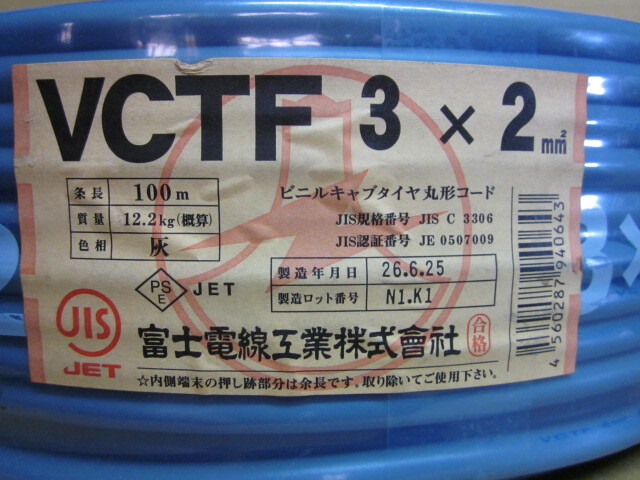 VCTF 3×2mm²
条長 100m
質量 12.2kg(概算)
色相 灰
ビニルキャブタイヤ丸形コード
JIS規格番号 JIS C 3306
JIS認証番号 JE 0507009
製造年月日 26.6.25
製造ロット番号 N1.K1
PS
E
JET
JIS
JET
富士電線工業株式會社
合格
☆内側端末の押し跡部分は余長です。取り除いてご使用下さい。
4560287940643
3×
VCTF